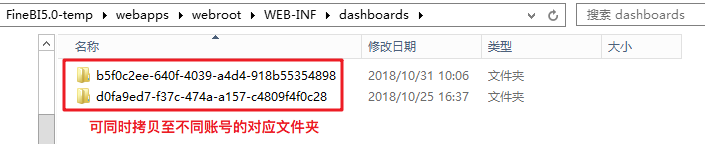 FineBI5.0-temp ▸ webapps ▸ webroot ▸ WEB-INF ▸ dashboards ▸
搜索 dashboards
名称 修改日期 类型 大小
b5f0c2ee-640f-4039-a4d4-918b55354898 2018/10/31 10:06 文件夹
d0fa9ed7-f37c-474a-a157-c4809f4f0c28 2018/10/25 16:37 文件夹
可同时拷贝至不同账号的对应文件夹